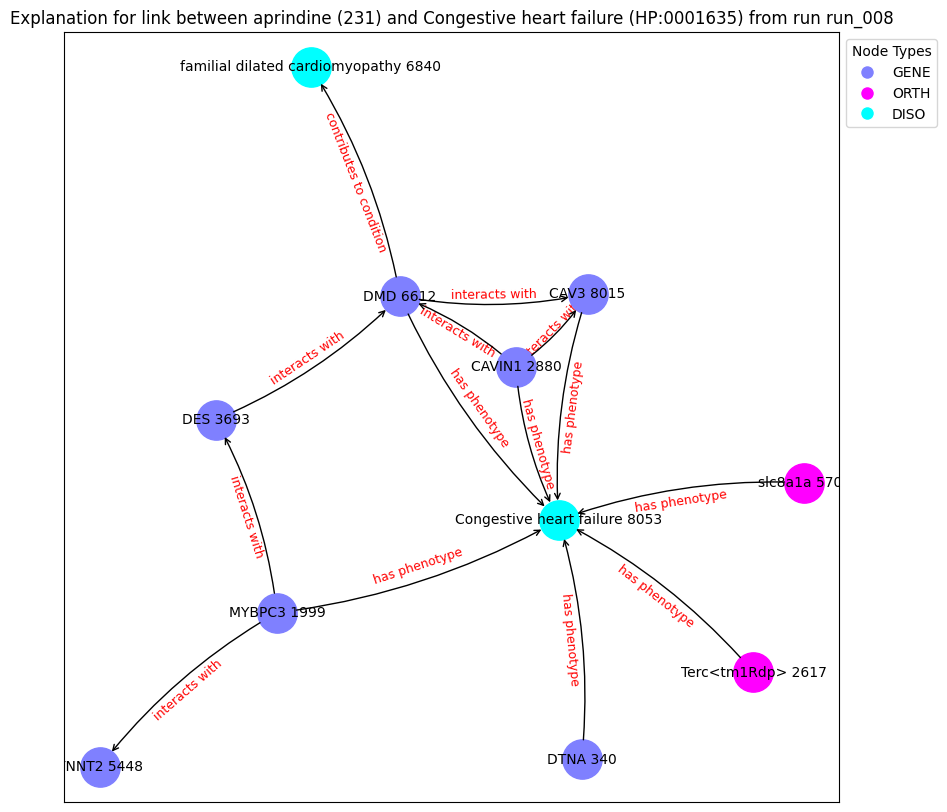 Explanation for link between aprindine (231) and Congestive heart failure (HP:0001635) from run run_008
Node Types
GENE
ORTH
DISO
familial dilated cardiomyopathy 6840
contributes to condition
DMD 6612
interacts with
CAV3 8015
interacts with
interacts with
CAVIN1 2880
interacts with
has phenotype
has phenotype
has phenotype
DES 3693
interacts with
slc8a1a 570
has phenotype
Congestive heart failure 8053
has phenotype
has phenotype
has phenotype
MYBPC3 1999
Terc<tm1Rdp> 2617
interacts with
NNT2 5448
DTNA 340